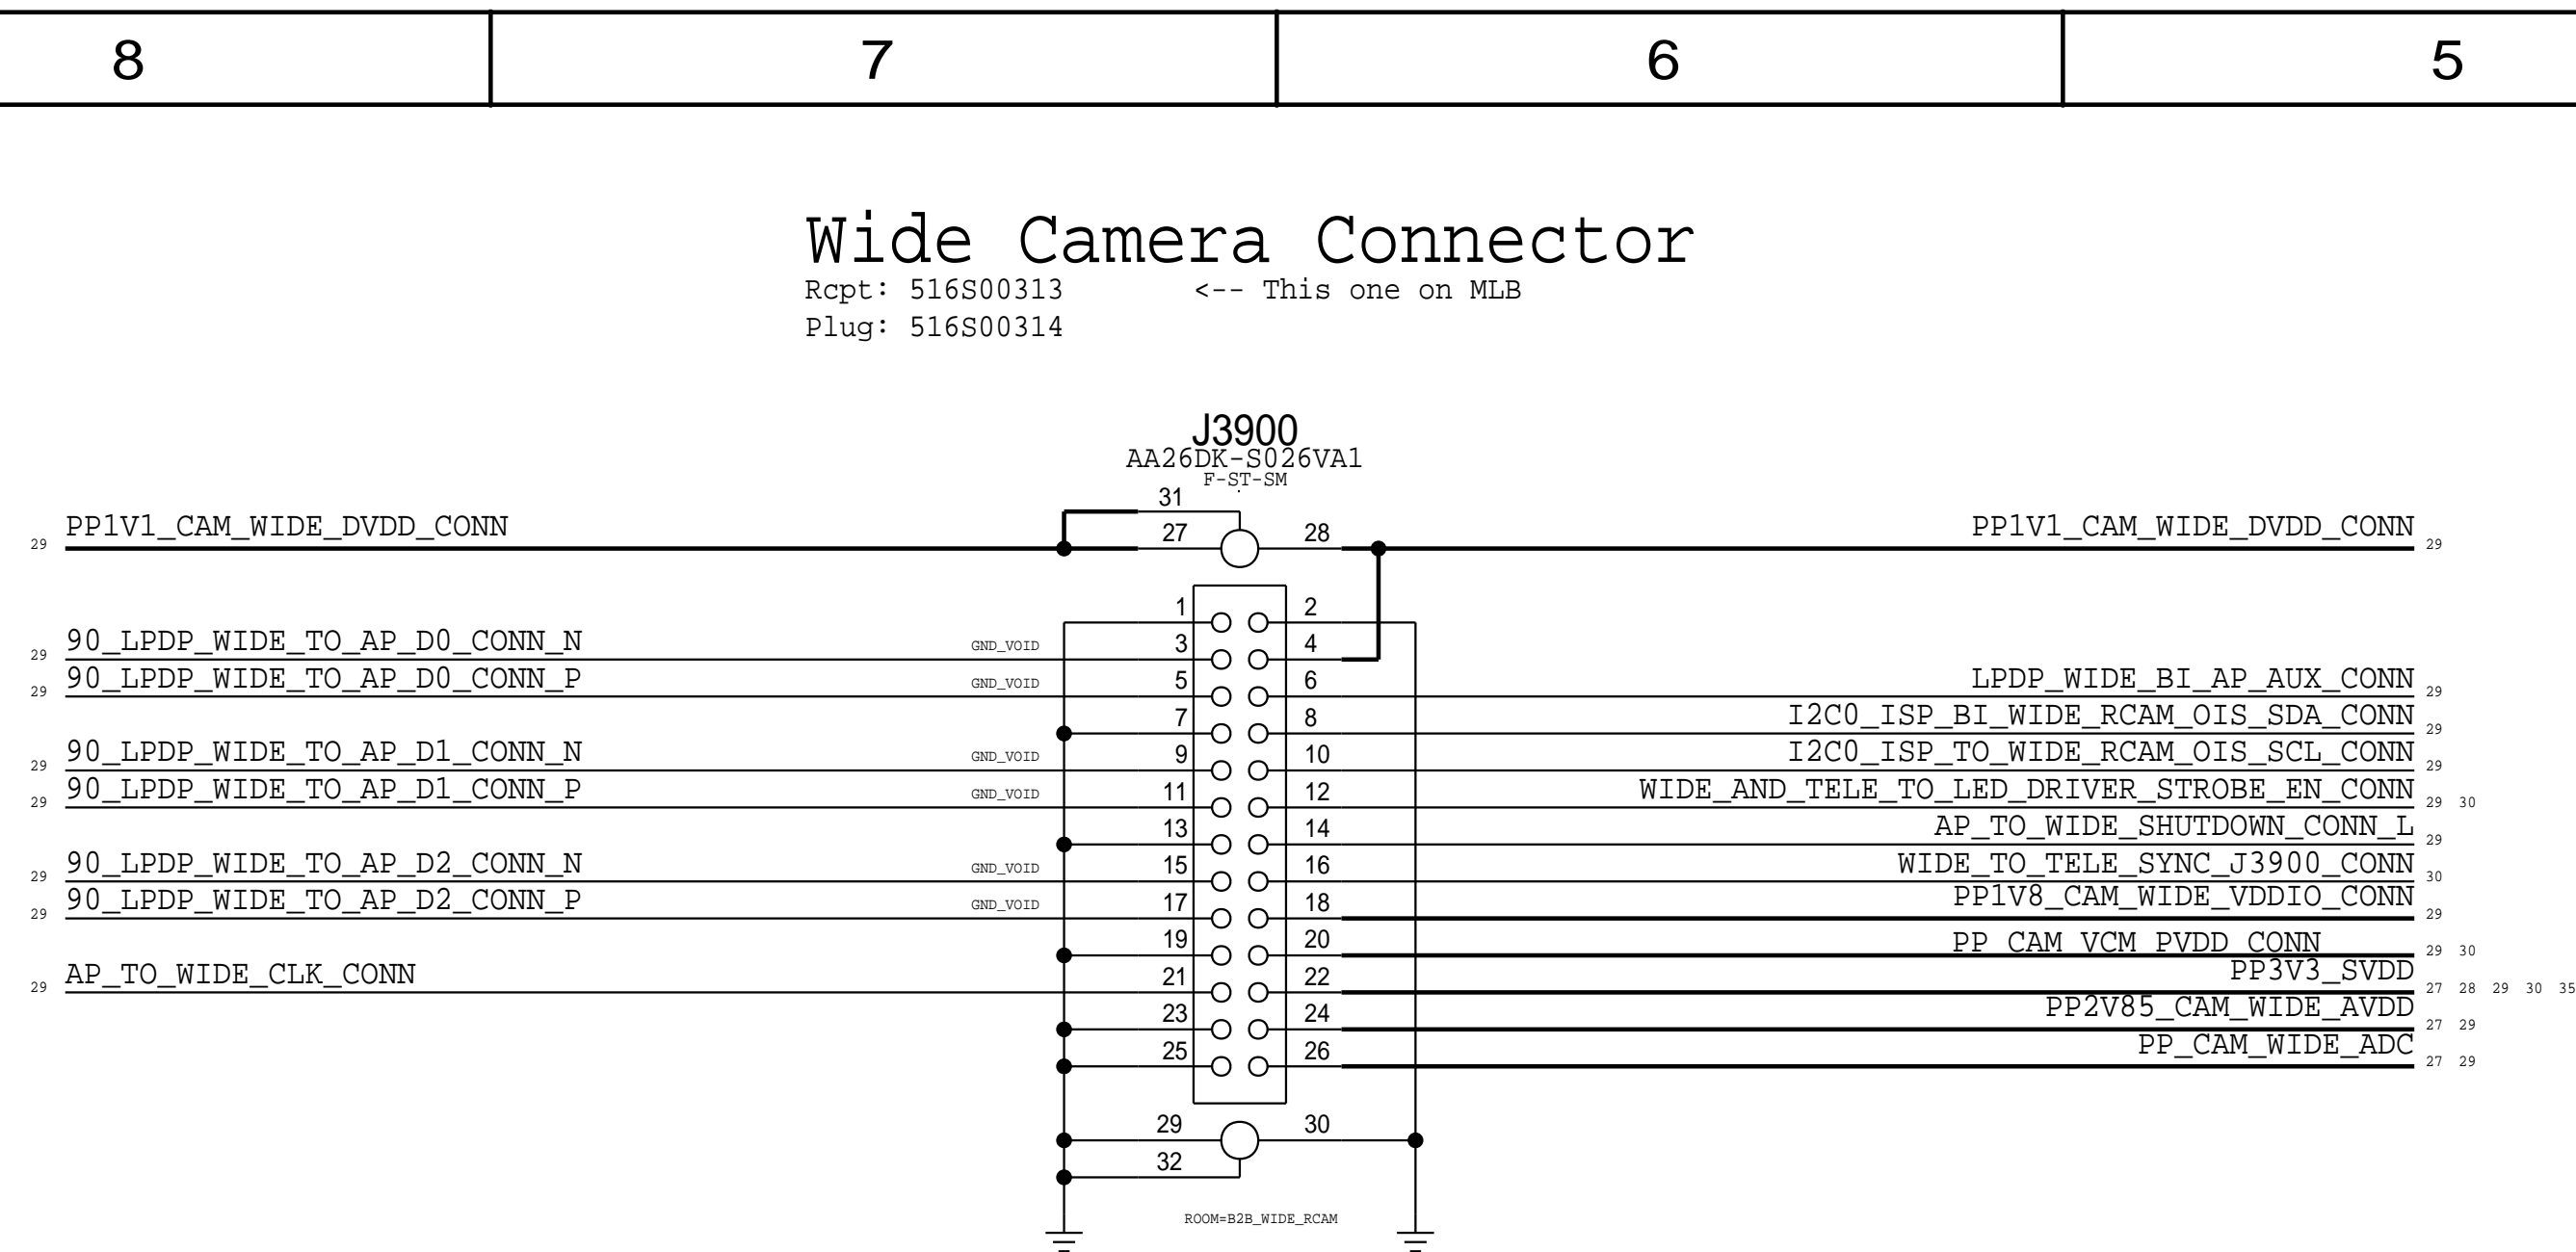 8 7 6 5
Wide Camera Connector
Rcpt: 516S00313 <-- This one on MLB
Plug: 516S00314
J3900
AA26DK-S026VA1
F-ST-SM
31
29 PP1V1_CAM_WIDE_DVDD_CONN 27 28 PP1V1_CAM_WIDE_DVDD_CONN 29
1 2
29 90_LPDP_WIDE_TO_AP_D0_CONN_N GND_VOID 3 4
29 90_LPDP_WIDE_TO_AP_D0_CONN_P GND_VOID 5 6 LPDP_WIDE_BI_AP_AUX_CONN 29
7 8 I2C0_ISP_BI_WIDE_RCAM_OIS_SDA_CONN 29
29 90_LPDP_WIDE_TO_AP_D1_CONN_N GND_VOID 9 10 I2C0_ISP_TO_WIDE_RCAM_OIS_SCL_CONN 29
29 90_LPDP_WIDE_TO_AP_D1_CONN_P GND_VOID 11 12 WIDE_AND_TELE_TO_LED_DRIVER_STROBE_EN_CONN 29 30
13 14 AP_TO_WIDE_SHUTDOWN_CONN_L 29
29 90_LPDP_WIDE_TO_AP_D2_CONN_N GND_VOID 15 16 WIDE_TO_TELE_SYNC_J3900_CONN 30
29 90_LPDP_WIDE_TO_AP_D2_CONN_P GND_VOID 17 18 PP1V8_CAM_WIDE_VDDIO_CONN 29
19 20 PP_CAM_VCM_PVDD_CONN 29 30
29 AP_TO_WIDE_CLK_CONN 21 22 PP3V3_SVDD 27 28 29 30 35
23 24 PP2V85_CAM_WIDE_AVDD 27 29
25 26 PP_CAM_WIDE_ADC 27 29
29 30
32
ROOM=B2B_WIDE_RCAM